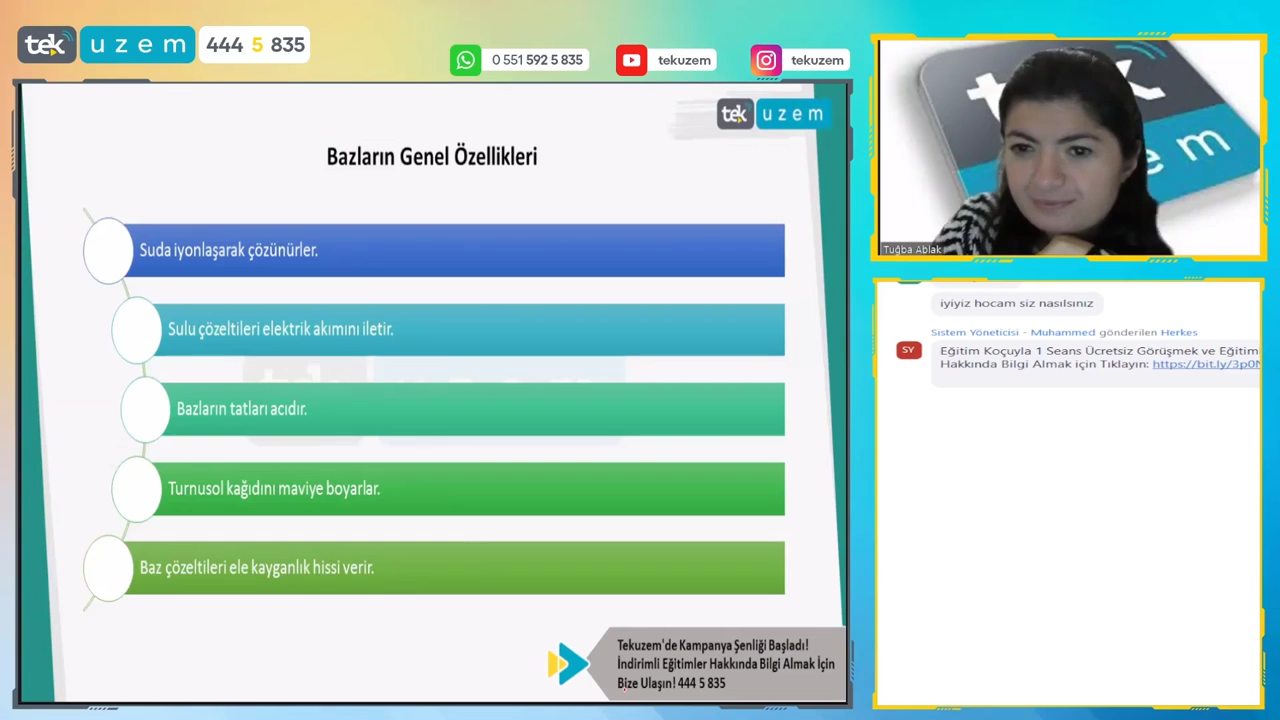 tek uzem 444 5 835
0 551 592 5 835
tekuzem
tekuzem
tek uzem
Bazların Genel Özellikleri
Suda iyonlaşarak çözünürler.
Sulu çözeltileri elektrik akımını iletir.
Bazların tatları acıdır.
Turnusol kağıdını maviye boyarlar.
Baz çözeltileri ele kayganlık hissi verir.
Tekuzem'de Kampanya Şenliği Başladı!
İndirimli Eğitimler Hakkında Bilgi Almak İçin
Bize Ulaşın! 444 5 835
Tuğba Ablak
iyiyiz hocam siz nasılsınız
Sistem Yöneticisi - Muhammed gönderilen Herkes
SY
Eğitim Koçuyla 1 Seans Ücretsiz Görüşmek ve Eğitim
Hakkında Bilgi Almak için Tıklayın: https://bit.ly/3p0